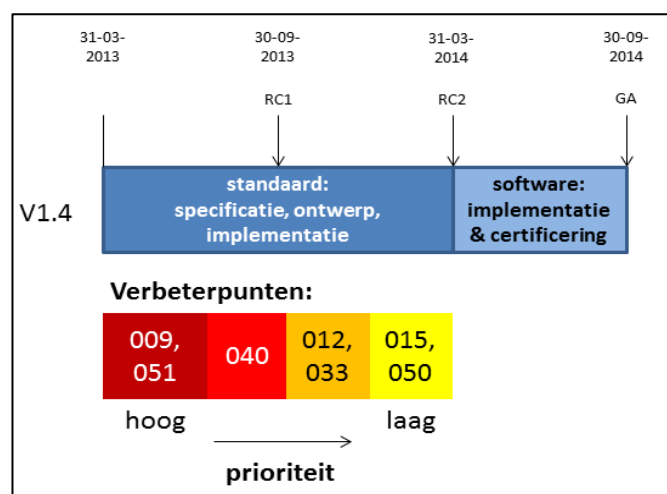 31-03-
2013
30-09-
2013
31-03-
2014
30-09-
2014
RC1
RC2
GA
V1.4
standaard:
specificatie, ontwerp,
implementatie
software:
implementatie
& certificering
Verbeterpunten:
009,
051
040
012,
033
015,
050
hoog
laag
prioriteit